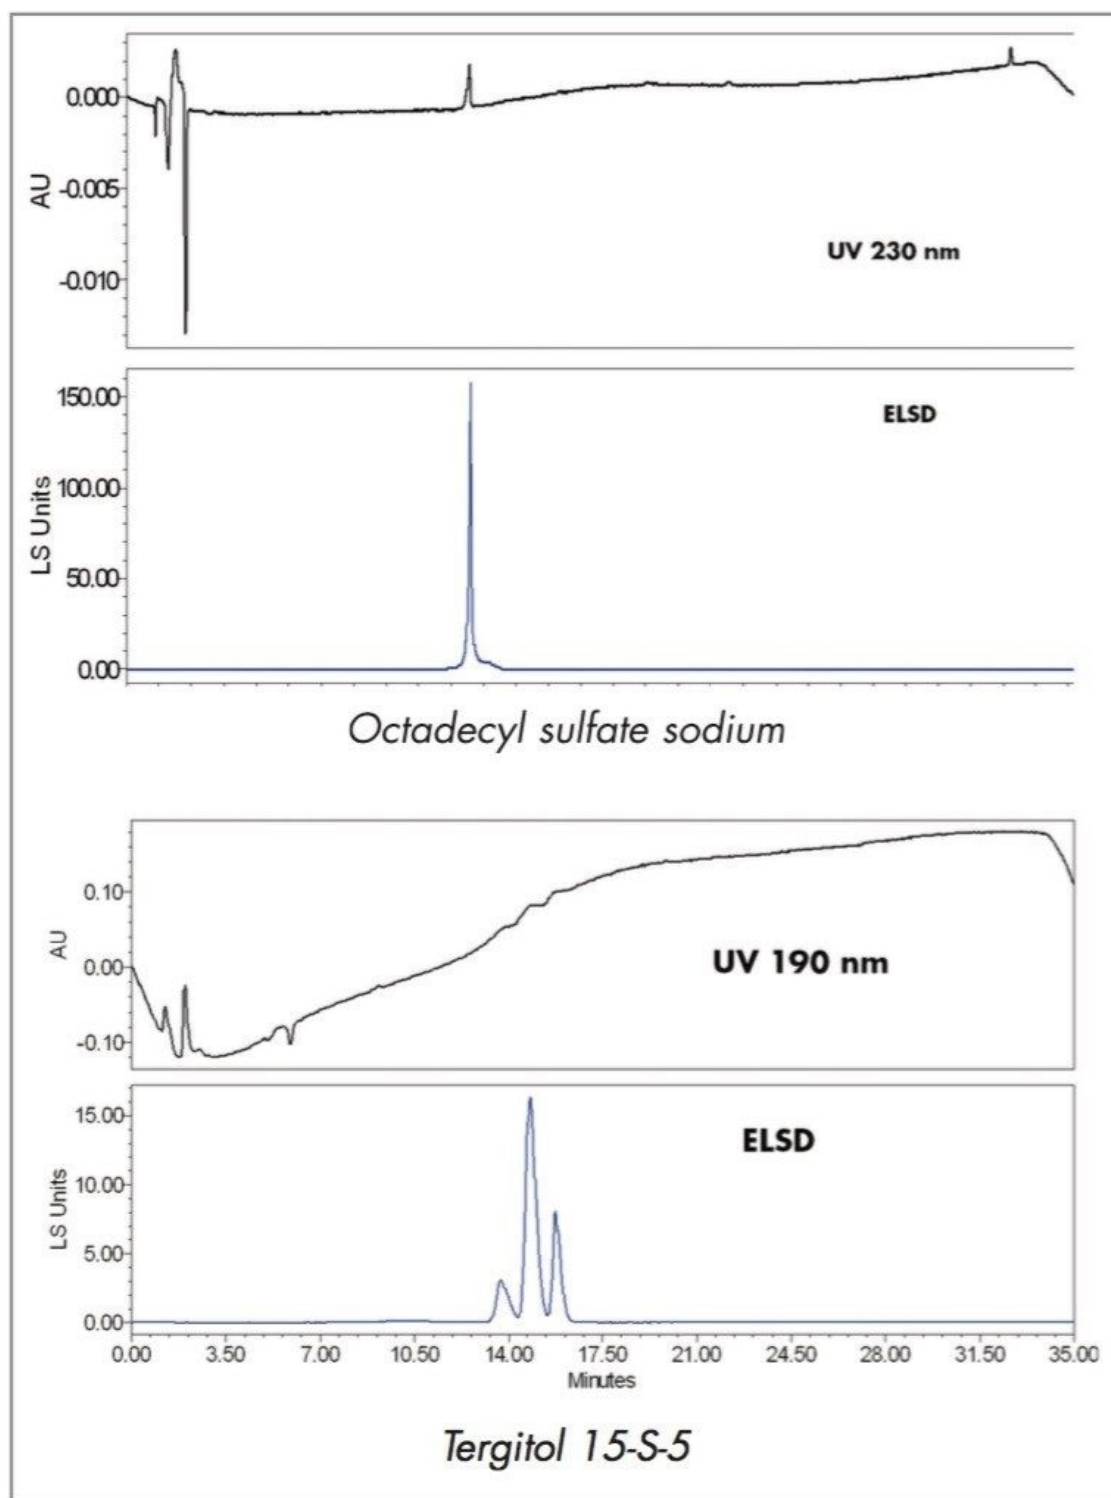 0.000
-0.005
-0.010
AU
UV 230 nm
150.00
100.00
50.00
0.00
LS Units
ELSD
Octadecyl sulfate sodium
0.10
0.00
-0.10
AU
UV 190 nm
15.00
10.00
5.00
0.00
LS Units
ELSD
0.00 3.50 7.00 10.50 14.00 17.50 21.00 24.50 28.00 31.50 35.00
Minutes
Tergitol 15-S-5